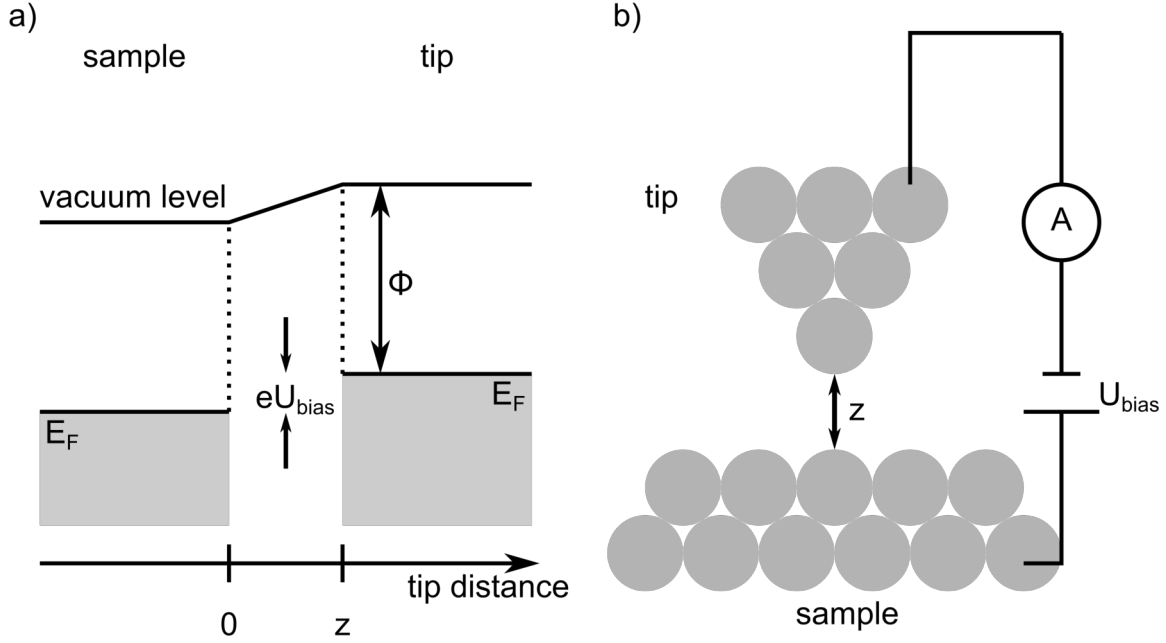 a)
sample
tip
vacuum level
Φ
eU_bias
E_F
E_F
tip distance
0
z
b)
tip
A
U_bias
z
sample